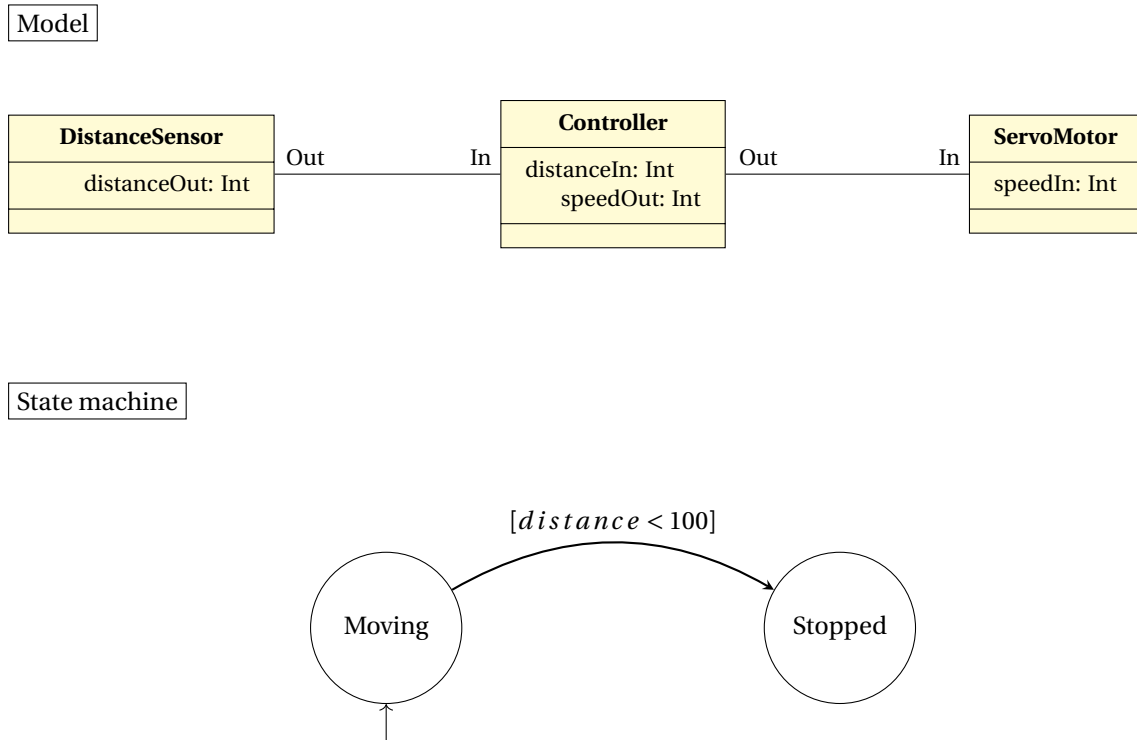 Model
DistanceSensor
distanceOut: Int
Out
In
Controller
distanceIn: Int
speedOut: Int
Out
In
ServoMotor
speedIn: Int
State machine
[distance < 100]
Moving
Stopped